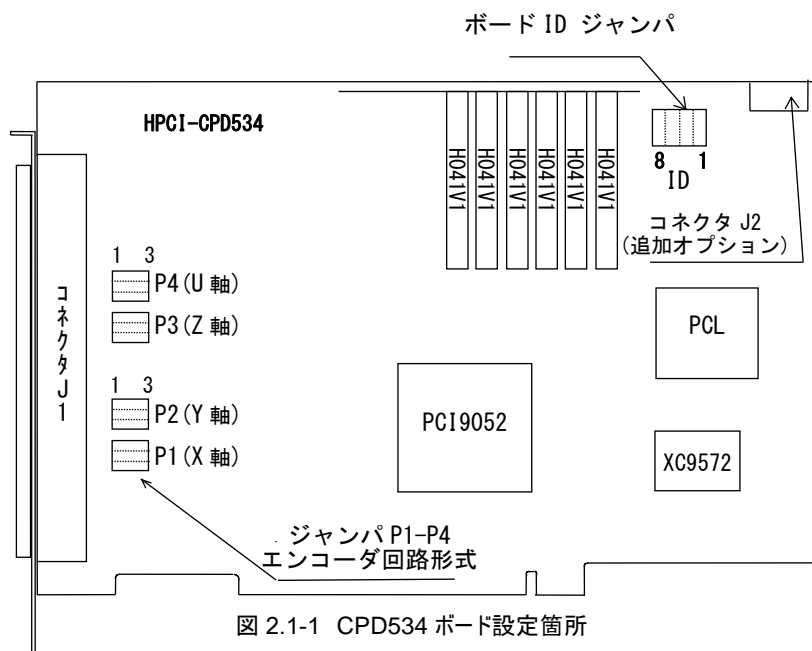 ボード ID ジャンパ
HPCI-CPD534
H041V1
H041V1
H041V1
H041V1
H041V1
H041V1
8 1
ID
コネクタ J2
(追加オプション)
1 3
P4(U 軸)
P3(Z 軸)
コネクタJ1
PCL
1 3
P2(Y 軸)
P1(X 軸)
PCI9052
XC9572
ジャンパ P1-P4
エンコーダ回路形式
図 2.1-1 CPD534 ボード設定箇所